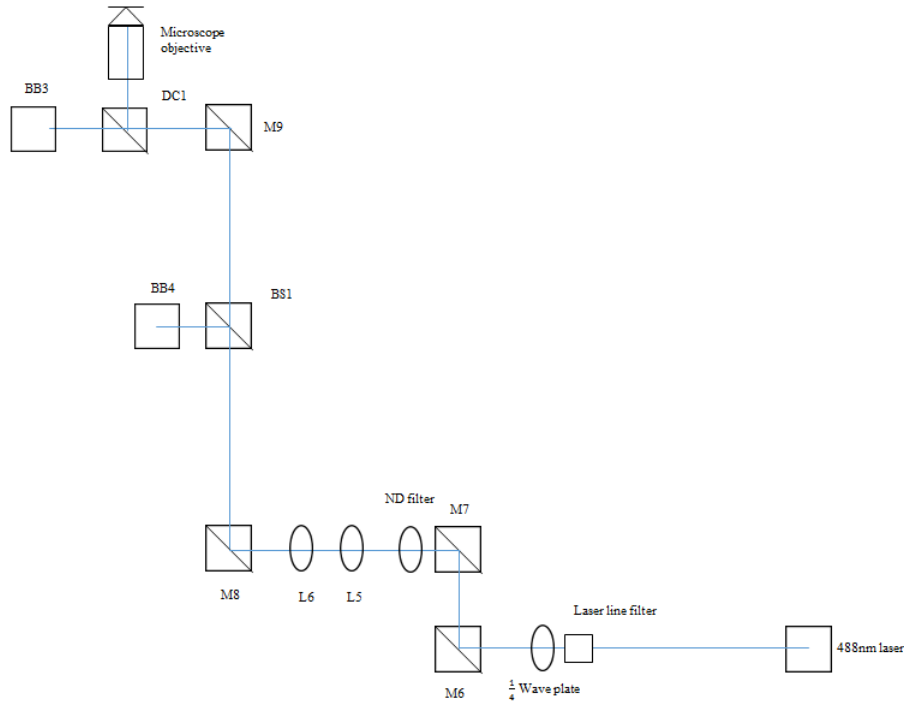 Microscope
objective
BB3
DC1
M9
BB4
BS1
ND filter
M7
M8
L6
L5
Laser line filter
488nm laser
M6
1/4 Wave plate